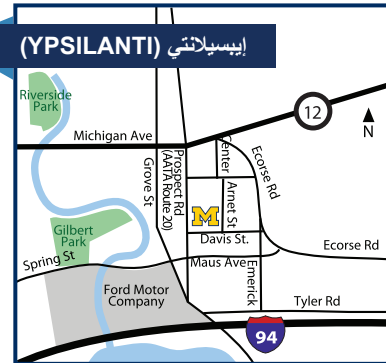 إيبسيلانتي (YPSILANTI)
Riverside
Park
12
N
Michigan Ave
Center
Ecorse Rd
Grove St
Prospect Rd
(AATA Route 20)
Arnet St
M
Gilbert
Park
Davis St.
Ecorse Rd
Spring St
Maus Ave
Emerick
Ford Motor
Company
Tyler Rd
94